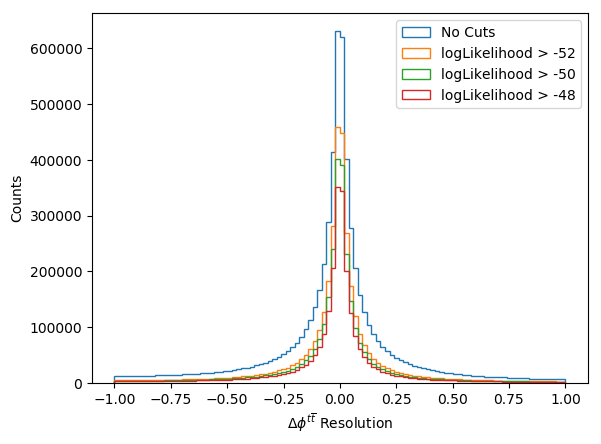 No Cuts
logLikelihood > -52
logLikelihood > -50
logLikelihood > -48
600000
500000
400000
300000
200000
100000
0
Counts
−1.00 −0.75 −0.50 −0.25 0.00 0.25 0.50 0.75 1.00
Δϕ^{tt̅} Resolution